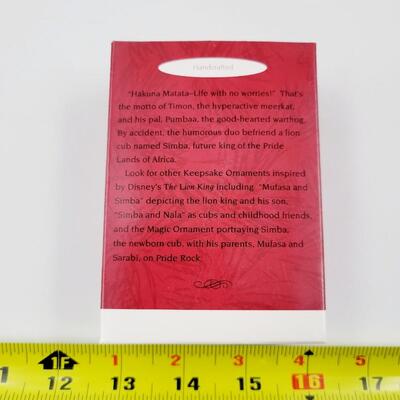 Handcrafted
"Hakuna Matata–Life with no worries!" That's
the motto of Timon, the hyperactive meerkat,
and his pal, Pumbaa, the good-hearted warthog.
By accident, the humorous duo befriend a lion
cub named Simba, future king of the Pride
Lands of Africa.
Look for other Keepsake Ornaments inspired
by Disney's The Lion King including "Mufasa and
Simba" depicting the lion king and his son,
"Simba and Nala" as cubs and childhood friends,
and the Magic Ornament portraying Simba,
the newborn cub, with his parents, Mufasa and
Sarabi, on Pride Rock.
1F 1 2 3 4 5
12 13 14 15 16 17